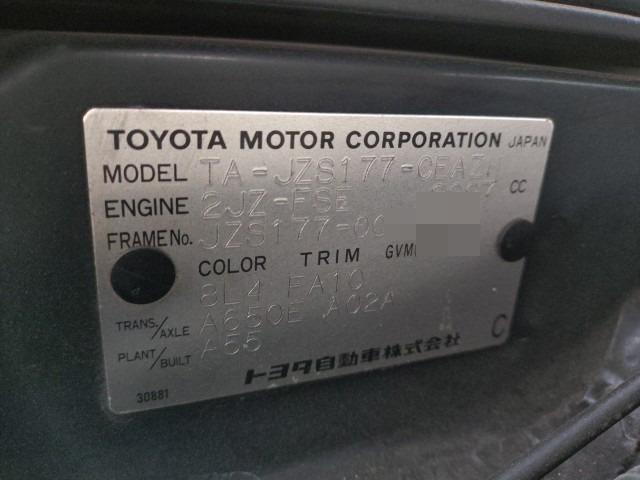 TOYOTA MOTOR CORPORATION JAPAN
MODEL TA-JZS177-
ENGINE 2JZ-FSE CC
FRAME No. JZS177-00
COLOR TRIM GVM
8L4 FA10
TRANS./AXLE A650E A02A
PLANT/BUILT A55
C
トヨタ自動車株式会社
30881